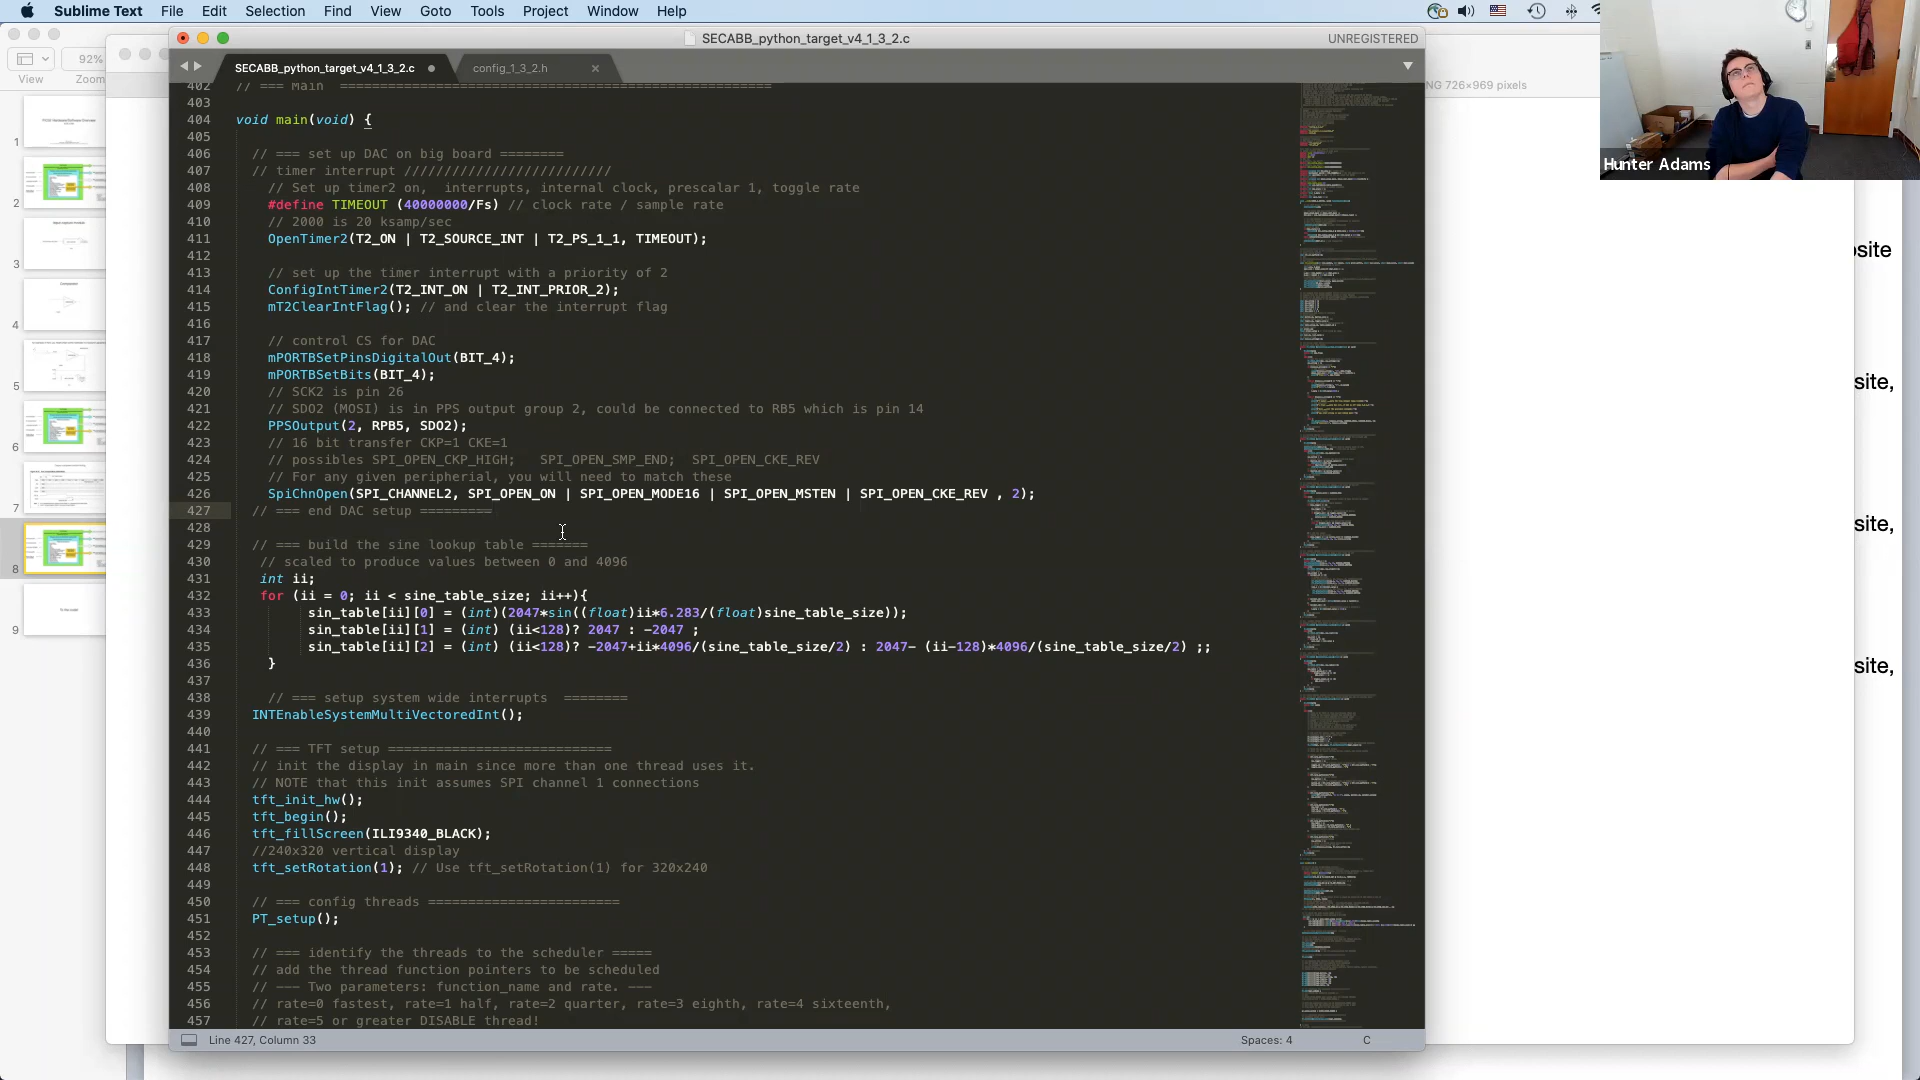 Sublime Text File Edit Selection Find View Goto Tools Project Window Help
SECABB_python_target_v4_1_3_2.c
UNREGISTERED
SECABB_python_target_v4_1_3_2.c
config_1_3_2.h
92%
View
Zoom
NG 726×969 pixels
Hunter Adams
402 // === Main ======================================================
403
404 void main(void) {
405
406 // === set up DAC on big board ========
407 // timer interrupt //////////////////////////
408 // Set up timer2 on,  interrupts, internal clock, prescalar 1, toggle rate
409 #define TIMEOUT (40000000/Fs) // clock rate / sample rate
410 // 2000 is 20 ksamp/sec
411 OpenTimer2(T2_ON | T2_SOURCE_INT | T2_PS_1_1, TIMEOUT);
412
413 // set up the timer interrupt with a priority of 2
414 ConfigIntTimer2(T2_INT_ON | T2_INT_PRIOR_2);
415 mT2ClearIntFlag(); // and clear the interrupt flag
416
417 // control CS for DAC
418 mPORTBSetPinsDigitalOut(BIT_4);
419 mPORTBSetBits(BIT_4);
420 // SCK2 is pin 26
421 // SDO2 (MOSI) is in PPS output group 2, could be connected to RB5 which is pin 14
422 PPSOutput(2, RPB5, SDO2);
423 // 16 bit transfer CKP=1 CKE=1
424 // possibles SPI_OPEN_CKP_HIGH;   SPI_OPEN_SMP_END;  SPI_OPEN_CKE_REV
425 // For any given peripherial, you will need to match these
426 SpiChnOpen(SPI_CHANNEL2, SPI_OPEN_ON | SPI_OPEN_MODE16 | SPI_OPEN_MSTEN | SPI_OPEN_CKE_REV , 2);
427 // === end DAC setup =========
428
429 // === build the sine lookup table =======
430 // scaled to produce values between 0 and 4096
431 int ii;
432 for (ii = 0; ii < sine_table_size; ii++){
433 sin_table[ii][0] = (int)(2047*sin((float)ii*6.283/(float)sine_table_size));
434 sin_table[ii][1] = (int) (ii<128)? 2047 : -2047 ;
435 sin_table[ii][2] = (int) (ii<128)? -2047+ii*4096/(sine_table_size/2) : 2047- (ii-128)*4096/(sine_table_size/2) ;;
436 }
437
438 // === setup system wide interrupts  ========
439 INTEnableSystemMultiVectoredInt();
440
441 // === TFT setup ============================
442 // init the display in main since more than one thread uses it.
443 // NOTE that this init assumes SPI channel 1 connections
444 tft_init_hw();
445 tft_begin();
446 tft_fillScreen(ILI9340_BLACK);
447 //240x320 vertical display
448 tft_setRotation(1); // Use tft_setRotation(1) for 320x240
449
450 // === config threads ========================
451 PT_setup();
452
453 // === identify the threads to the scheduler =====
454 // add the thread function pointers to be scheduled
455 // --- Two parameters: function_name and rate. ---
456 // rate=0 fastest, rate=1 half, rate=2 quarter, rate=3 eighth, rate=4 sixteenth,
457 // rate=5 or greater DISABLE thread!
Line 427, Column 33
Spaces: 4
C
1
2
3
4
5
6
7
8
9
site
site,
site,
site,